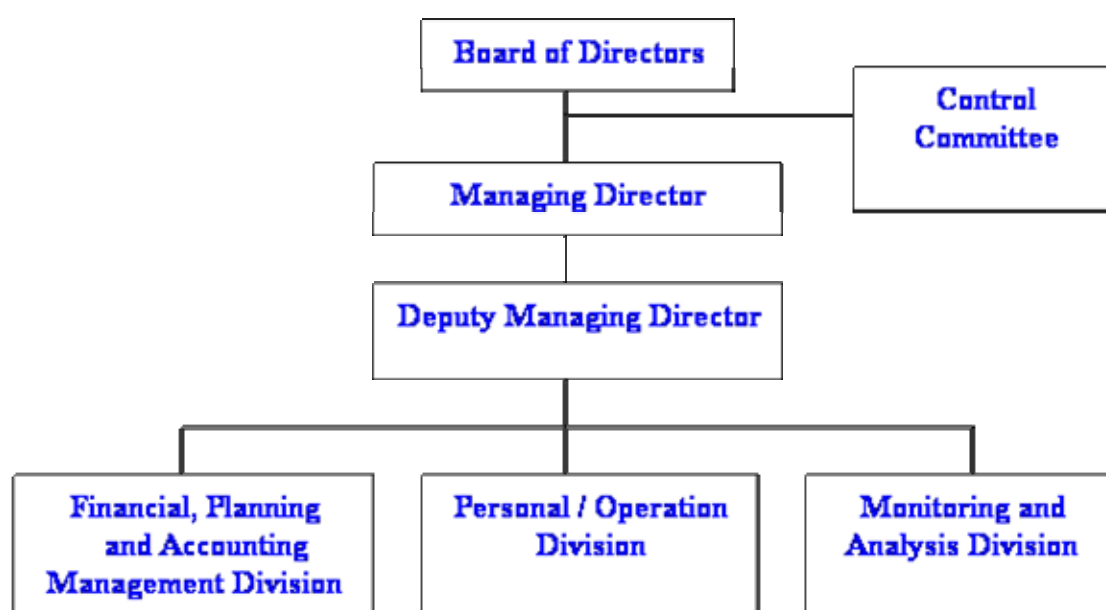 Board of Directors
Control
Committee
Managing Director
Deputy Managing Director
Financial, Planning
and Accounting
Management Division
Personal / Operation
Division
Monitoring and
Analysis Division